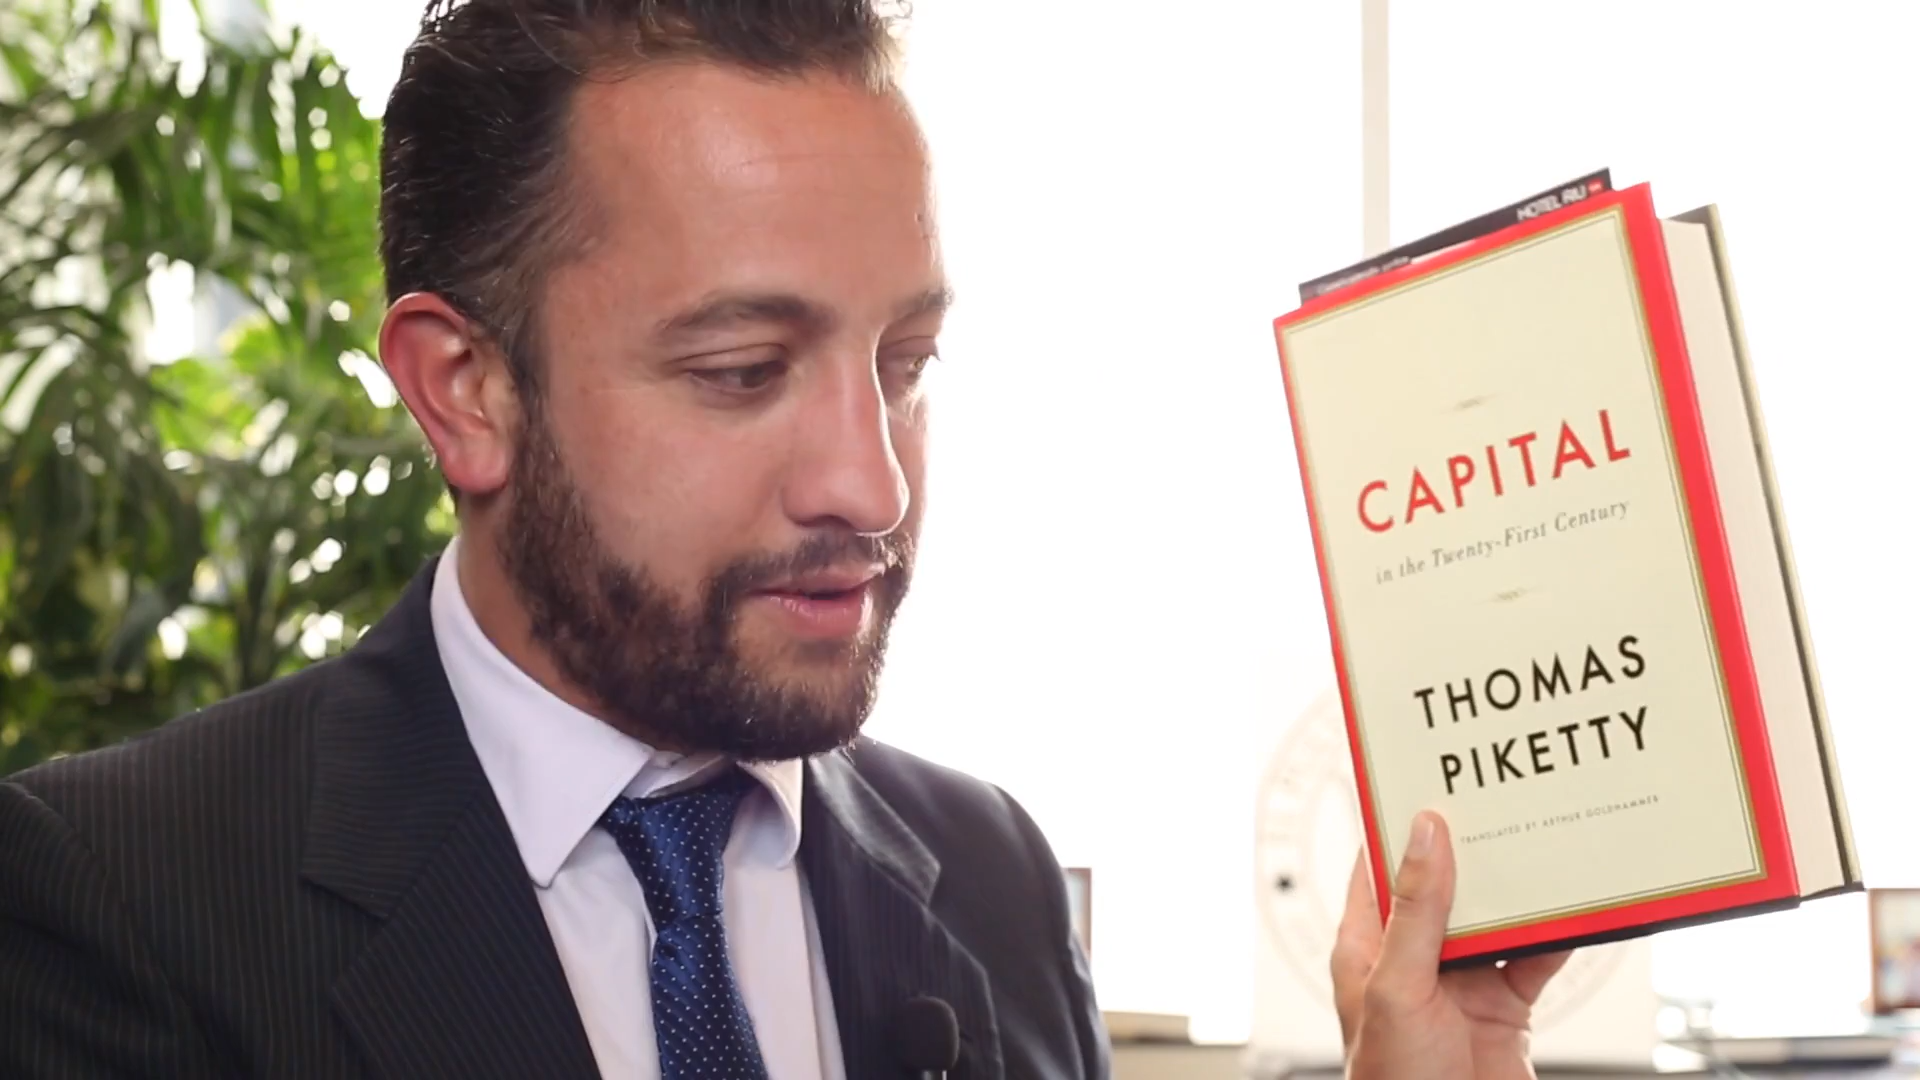 HOTEL RIU
CAPITAL
in the Twenty-First Century
THOMAS
PIKETTY
TRANSLATED BY ARTHUR GOLDHAMMER